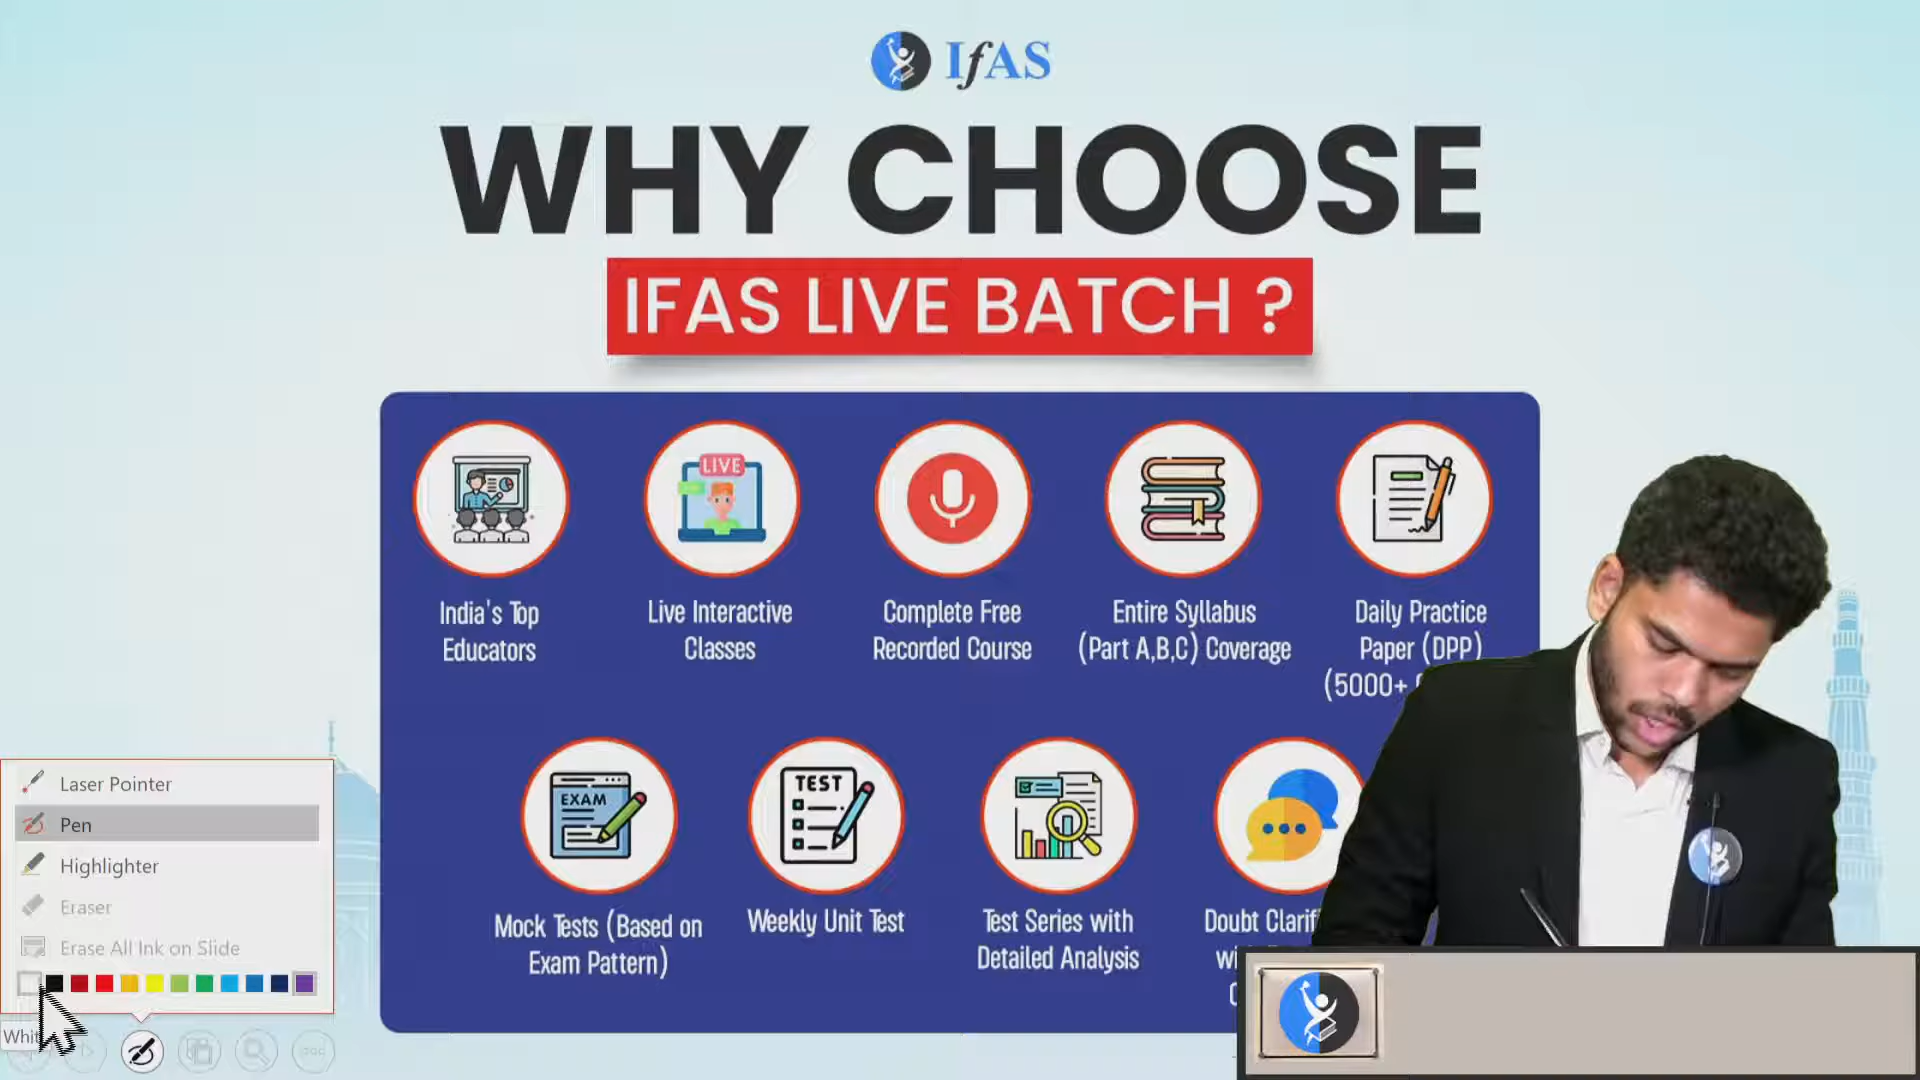 IfAS
WHY CHOOSE
IFAS LIVE BATCH ?
LIVE
India's Top
Educators
Live Interactive
Classes
Complete Free
Recorded Course
Entire Syllabus
(Part A,B,C) Coverage
Daily Practice
Paper (DPP)
(5000+
EXAM
TEST
Mock Tests (Based on
Exam Pattern)
Weekly Unit Test
Test Series with
Detailed Analysis
Doubt
Laser Pointer
Pen
Highlighter
Eraser
Erase All Ink on Slide